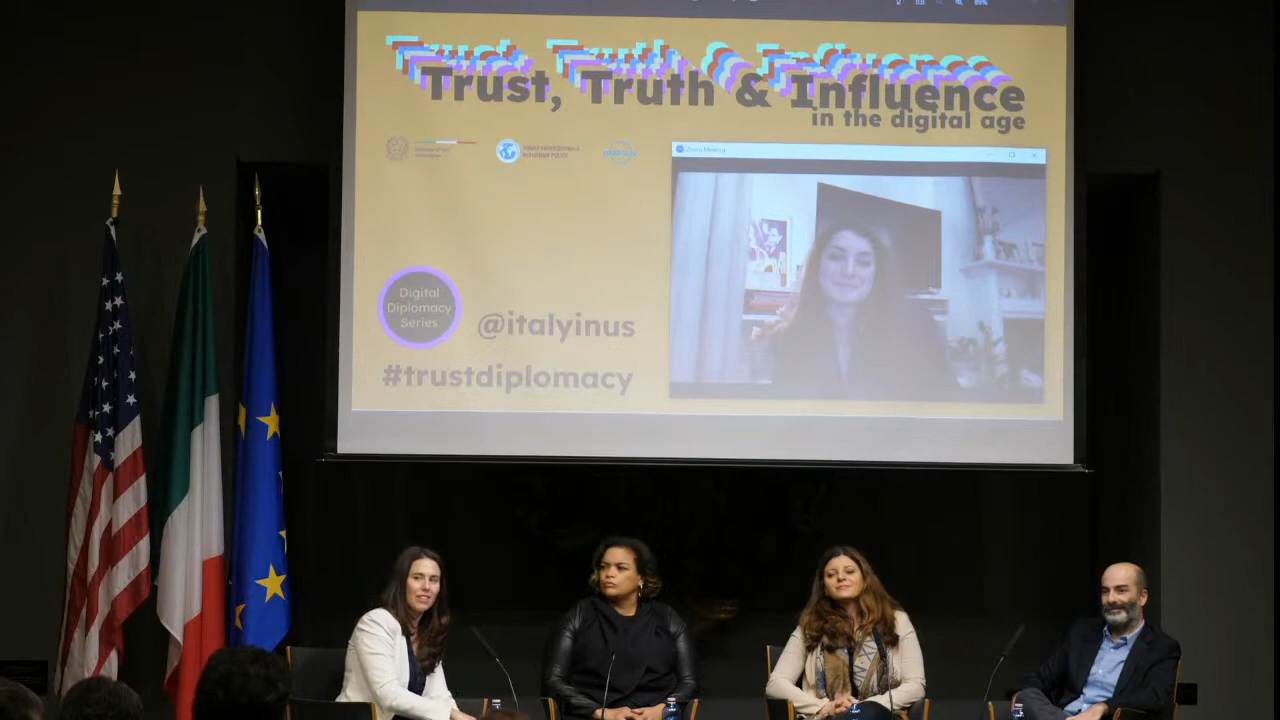 Trust, Truth & Influence
in the digital age
Zoom Meeting
Digital
Diplomacy
Series
@italyinus
#trustdiplomacy